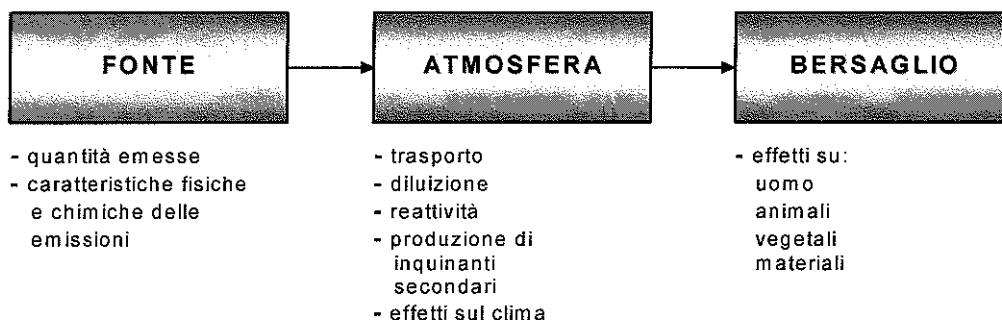 FONTE
ATMOSFERA
BERSAGLIO
- quantità emesse
- caratteristiche fisiche
e chimiche delle
emissioni
- trasporto
- diluizione
- reattività
- produzione di
inquinanti
secondari
- effetti sul clima
- effetti su:
uomo
animali
vegetali
materiali